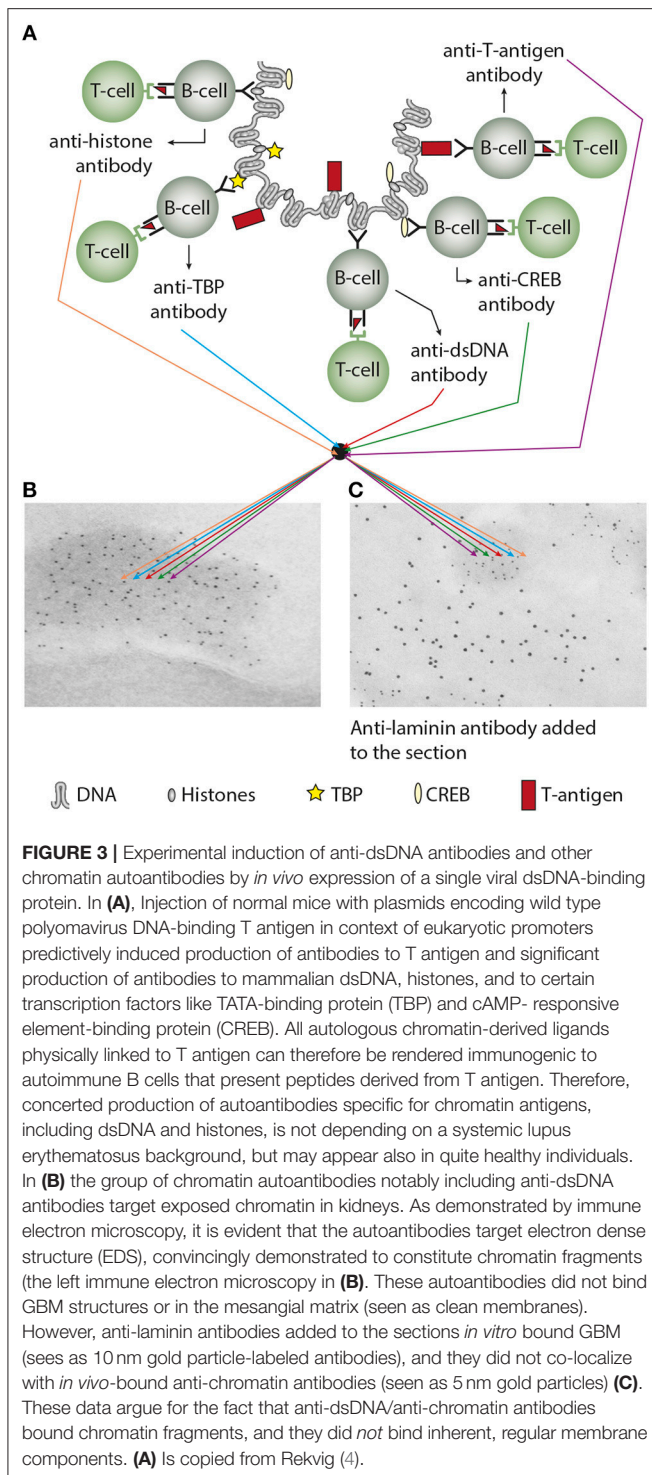 A
anti-T-antigen
antibody
T-cell
B-cell
anti-histone
antibody
B-cell
T-cell
B-cell
T-cell
B-cell
T-cell
anti-TBP
antibody
B-cell
anti-CREB
antibody
T-cell
anti-dsDNA
antibody
B
C
Anti-laminin antibody added
to the section
DNA
Histones
TBP
CREB
T-antigen
FIGURE 3 | Experimental induction of anti-dsDNA antibodies and other
chromatin autoantibodies by in vivo expression of a single viral dsDNA-binding
protein. In (A), Injection of normal mice with plasmids encoding wild type
polyomavirus DNA-binding T antigen in context of eukaryotic promoters
predictively induced production of antibodies to T antigen and significant
production of antibodies to mammalian dsDNA, histones, and to certain
transcription factors like TATA-binding protein (TBP) and cAMP- responsive
element-binding protein (CREB). All autologous chromatin-derived ligands
physically linked to T antigen can therefore be rendered immunogenic to
autoimmune B cells that present peptides derived from T antigen. Therefore,
concerted production of autoantibodies specific for chromatin antigens,
including dsDNA and histones, is not depending on a systemic lupus
erythematosus background, but may appear also in quite healthy individuals.
In (B) the group of chromatin autoantibodies notably including anti-dsDNA
antibodies target exposed chromatin in kidneys. As demonstrated by immune
electron microscopy, it is evident that the autoantibodies target electron dense
structure (EDS), convincingly demonstrated to constitute chromatin fragments
(the left immune electron microscopy in (B). These autoantibodies did not bind
GBM structures or in the mesangial matrix (seen as clean membranes).
However, anti-laminin antibodies added to the sections in vitro bound GBM
(sees as 10 nm gold particle-labeled antibodies), and they did not co-localize
with in vivo-bound anti-chromatin antibodies (seen as 5 nm gold particles) (C).
These data argue for the fact that anti-dsDNA/anti-chromatin antibodies
bound chromatin fragments, and they did not bind inherent, regular membrane
components. (A) Is copied from Rekvig (4).